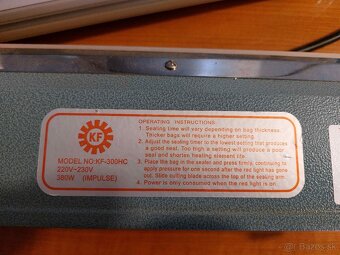 KF
MODEL NO:KF-300HC
220V~230V
380W (IMPULSE)
OPERATING INSTRUCTIONS
1. Sealing time will vary depending on bag thickness.
Thicker bags will require a higher setting.
2. Adjust the sealing timer to the lowest setting that produces
a good seal. Too high a setting will produce a poor
seal and shorten heating element life.
3. Place the bag in the sealer and press firmly, continuing to
apply pressure for one second after the red light has gone
out. Slide cutting blade across the top of the sealing arm.
4. Power is only consumed when the red light is on.
© Bazos.sk